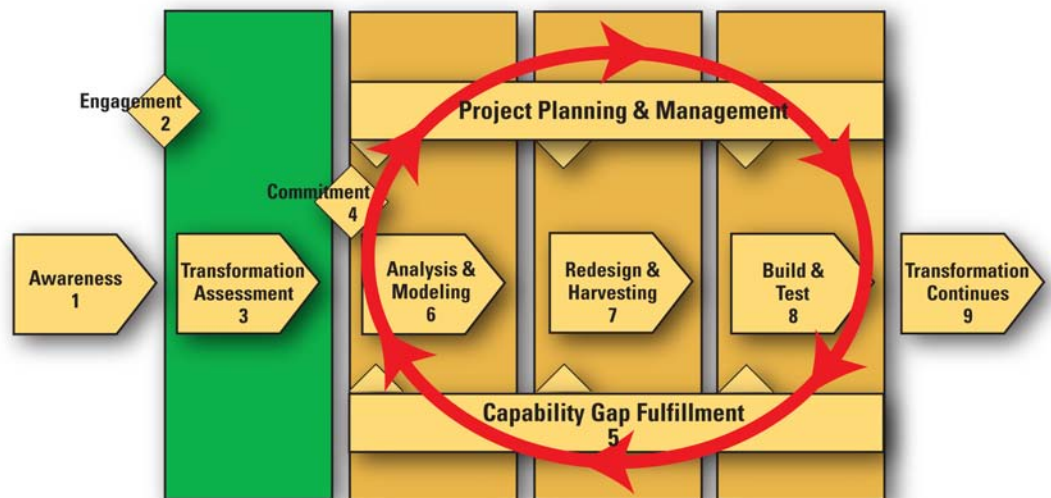 Engagement
2
Project Planning & Management
Commitment
4
Awareness
1
Transformation
Assessment
3
Analysis &
Modeling
6
Redesign &
Harvesting
7
Build &
Test
8
Transformation
Continues
9
Capability Gap Fulfillment
5